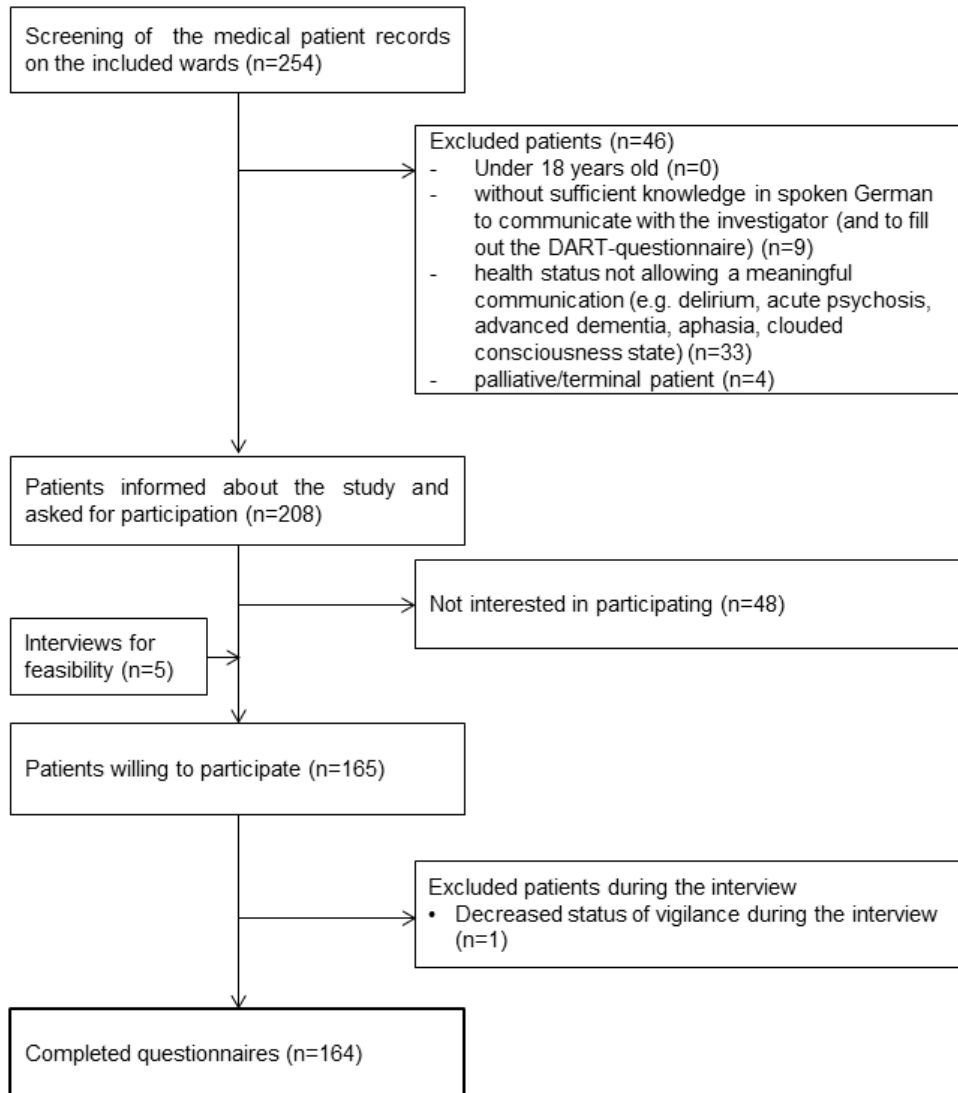 Screening of the medical patient records
on the included wards (n=254)
Excluded patients (n=46)
- Under 18 years old (n=0)
- without sufficient knowledge in spoken German
to communicate with the investigator (and to fill
out the DART-questionnaire) (n=9)
- health status not allowing a meaningful
communication (e.g. delirium, acute psychosis,
advanced dementia, aphasia, clouded
consciousness state) (n=33)
- palliative/terminal patient (n=4)
Patients informed about the study and
asked for participation (n=208)
Not interested in participating (n=48)
Interviews for
feasibility (n=5)
Patients willing to participate (n=165)
Excluded patients during the interview
• Decreased status of vigilance during the interview
(n=1)
Completed questionnaires (n=164)